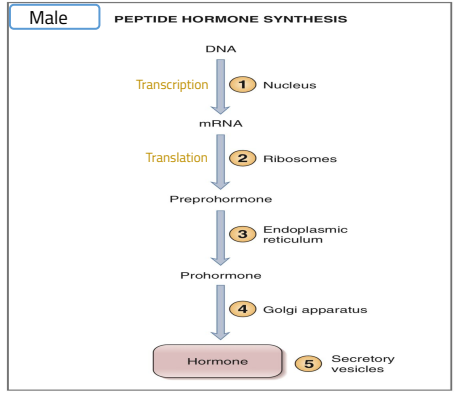 Male
PEPTIDE HORMONE SYNTHESIS
DNA
Transcription 1 Nucleus
mRNA
Translation 2 Ribosomes
Preprohormone
3 Endoplasmic
reticulum
Prohormone
4 Golgi apparatus
Hormone 5 Secretory
vesicles